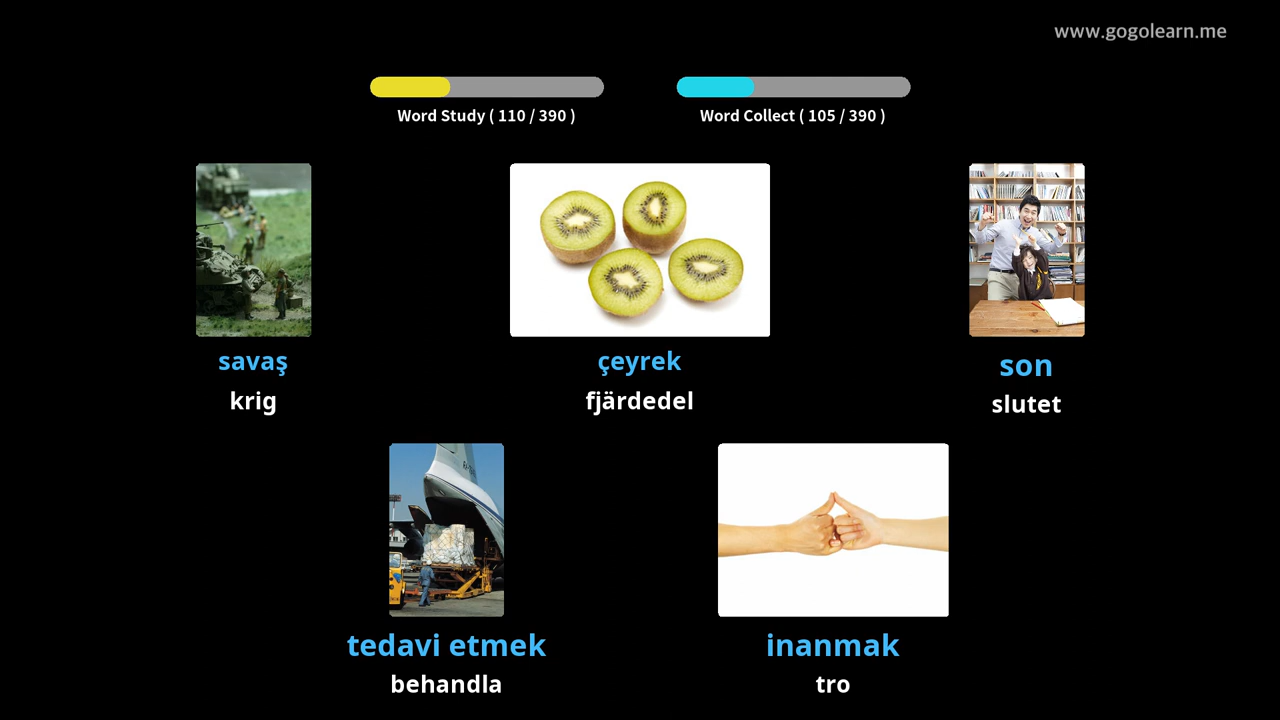 www.gogolearn.me
Word Study ( 110 / 390 )
Word Collect ( 105 / 390 )
savaş
krig
çeyrek
fjärdedel
son
slutet
tedavi etmek
behandla
inanmak
tro